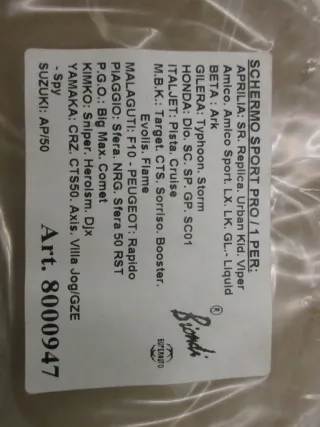 SCHERMO SPORT PRO/1 PER:
APRILIA: SR. Replica. Urban Kid. Viper
Amico. Amico Sport. LX. LK. GL.- Liquid
BETA : Ark
GILERA: Typhoon. Storm
HONDA: Dio. SC. SP. GP. SC01
ITALJET: Pista. Cruise
M.B.K.: Target. CTS. Sorriso. Booster.
Evolis. Flame
MALAGUTI: F10 - PEUGEOT: Rapido
PIAGGIO: Sfera. NRG. Sfera 50 RST
P.G.O.: Big Max. Comet
KIMKO: Sniper. Heroism. Djx
YAMAKA: CRZ. CTS50. Axis. Villa Jog/GZE
- Spy
SUZUKI: AP/50
Biondi ®
Art. 8000947